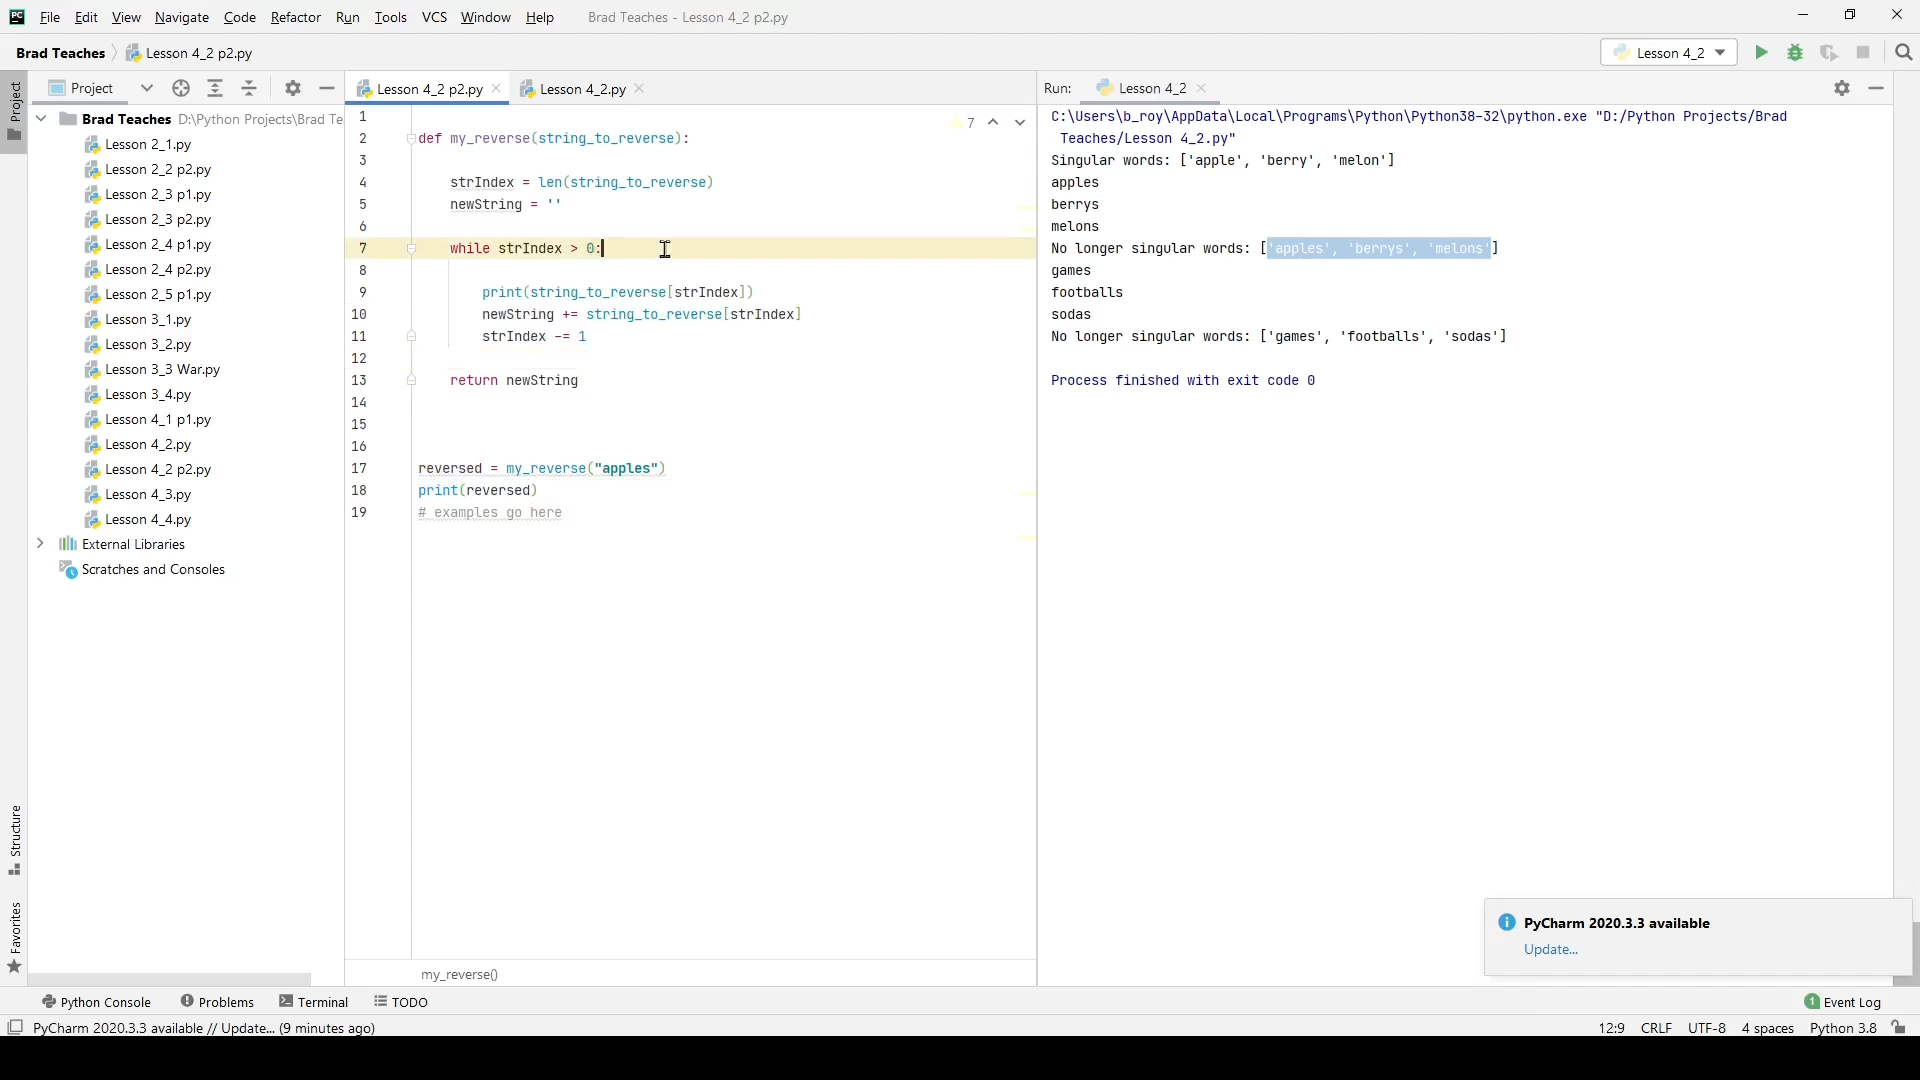 PC File Edit View Navigate Code Refactor Run Tools VCS Window Help Brad Teaches - Lesson 4_2 p2.py
Brad Teaches Lesson 4_2 p2.py Lesson 4_2
Project
Project
Brad Teaches D:\Python Projects\Brad Te
Lesson 2_1.py
Lesson 2_2 p2.py
Lesson 2_3 p1.py
Lesson 2_3 p2.py
Lesson 2_4 p1.py
Lesson 2_4 p2.py
Lesson 2_5 p1.py
Lesson 3_1.py
Lesson 3_2.py
Lesson 3_3 War.py
Lesson 3_4.py
Lesson 4_1 p1.py
Lesson 4_2.py
Lesson 4_2 p2.py
Lesson 4_3.py
Lesson 4_4.py
External Libraries
Scratches and Consoles
Structure
Favorites
Lesson 4_2 p2.py Lesson 4_2.py
7
1
2 def my_reverse(string_to_reverse):
3
4 strIndex = len(string_to_reverse)
5 newString = ''
6
7 while strIndex > 0:
8
9 print(string_to_reverse[strIndex])
10 newString += string_to_reverse[strIndex]
11 strIndex -= 1
12
13 return newString
14
15
16
17 reversed = my_reverse("apples")
18 print(reversed)
19 # examples go here
my_reverse()
Run: Lesson 4_2
C:\Users\b_roy\AppData\Local\Programs\Python\Python38-32\python.exe "D:/Python Projects/Brad
Teaches/Lesson 4_2.py"
Singular words: ['apple', 'berry', 'melon']
apples
berrys
melons
No longer singular words: ['apples', 'berrys', 'melons']
games
footballs
sodas
No longer singular words: ['games', 'footballs', 'sodas']
Process finished with exit code 0
PyCharm 2020.3.3 available
Update...
Python Console Problems Terminal TODO 1 Event Log
PyCharm 2020.3.3 available // Update... (9 minutes ago) 12:9 CRLF UTF-8 4 spaces Python 3.8